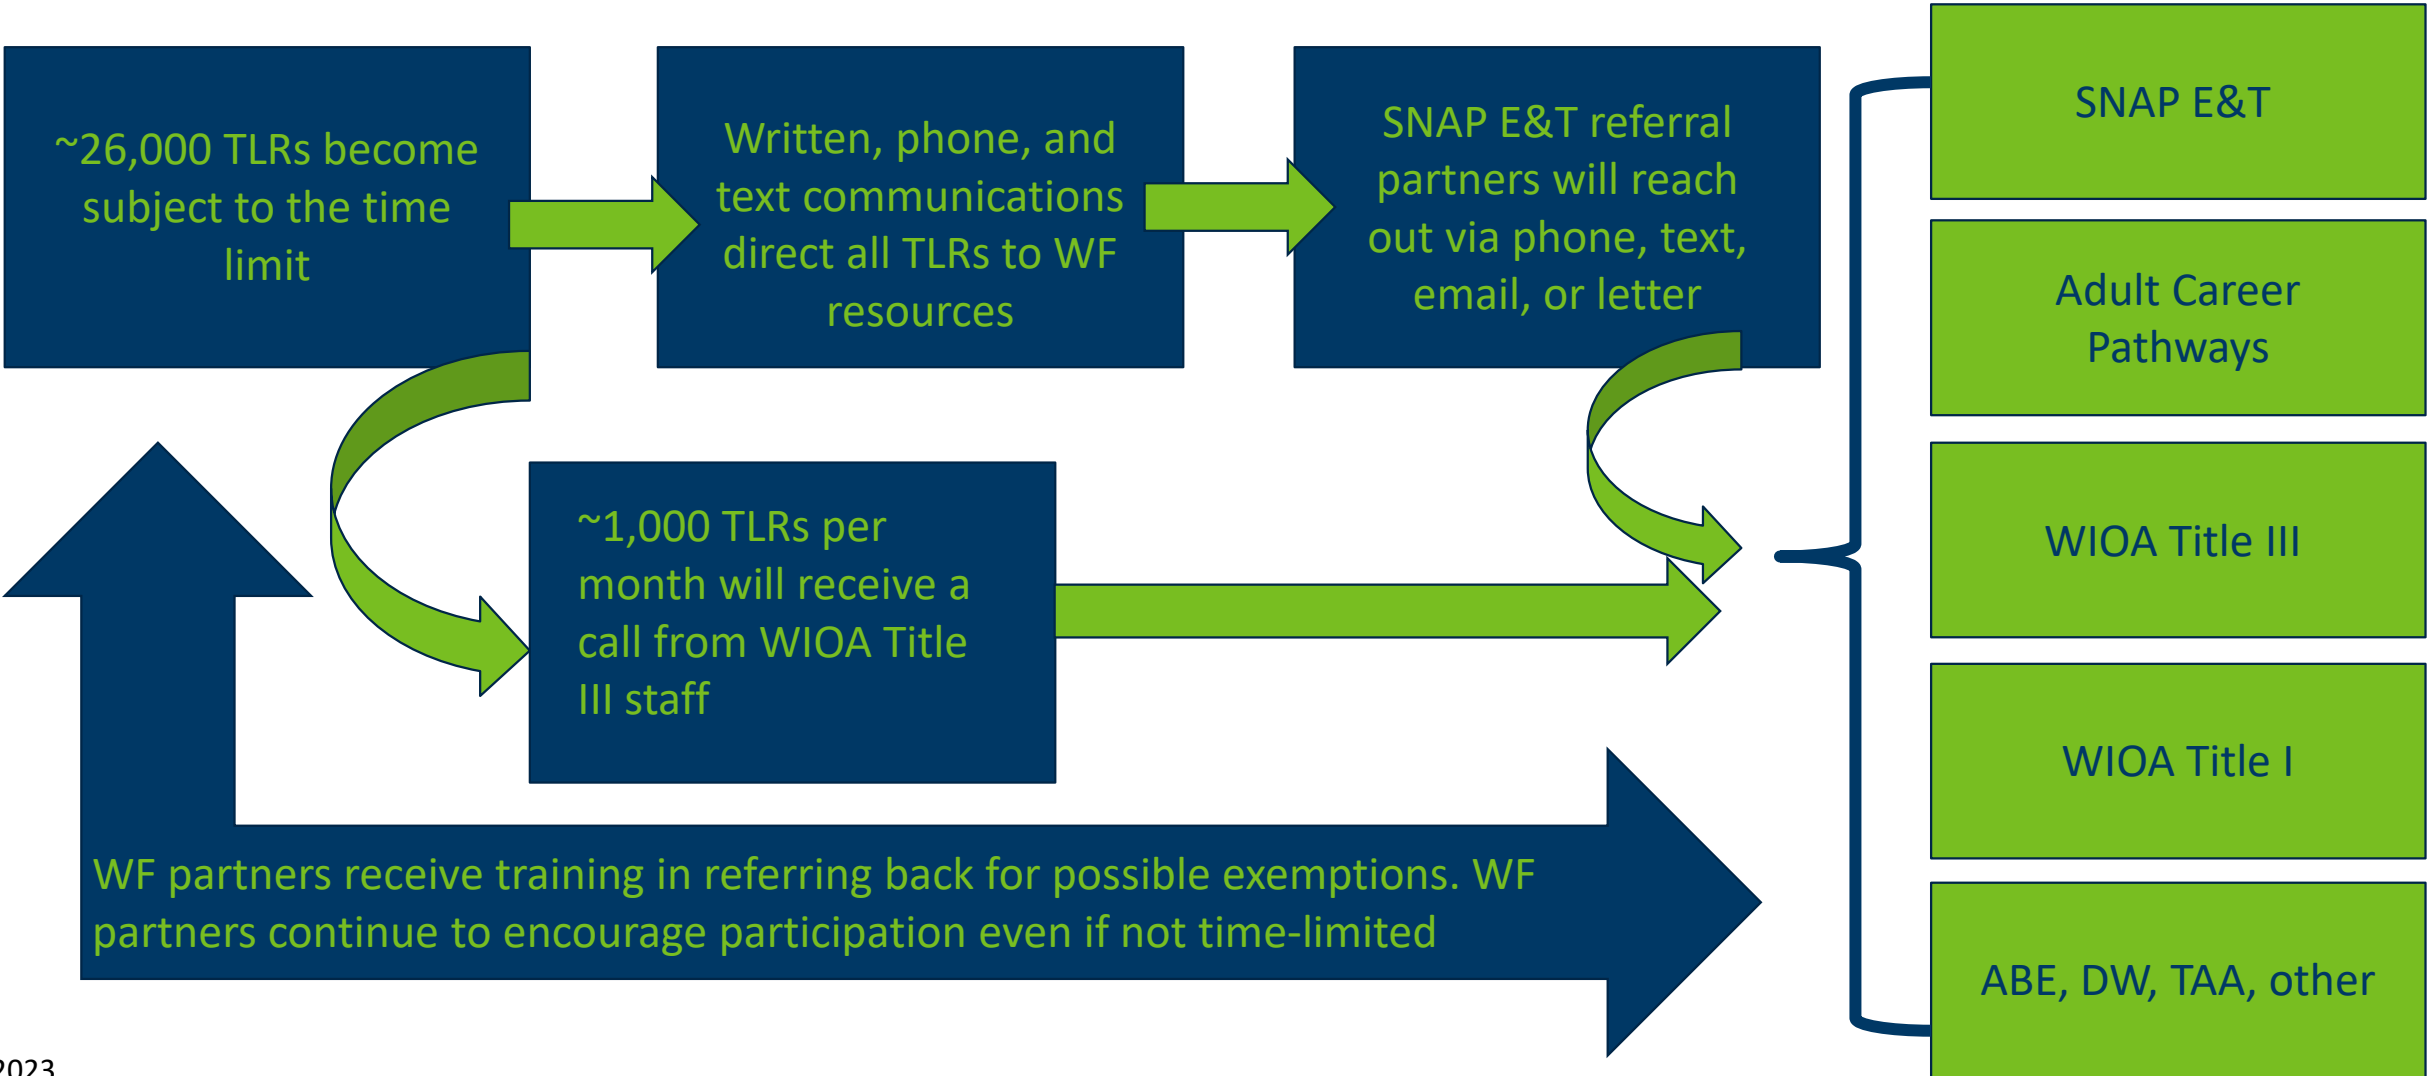 ~26,000 TLRs become
subject to the time
limit
Written, phone, and
text communications
direct all TLRs to WF
resources
SNAP E&T referral
partners will reach
out via phone, text,
email, or letter
~1,000 TLRs per
month will receive a
call from WIOA Title
III staff
WF partners receive training in referring back for possible exemptions. WF
partners continue to encourage participation even if not time-limited
SNAP E&T
Adult Career
Pathways
WIOA Title III
WIOA Title I
ABE, DW, TAA, other
2023